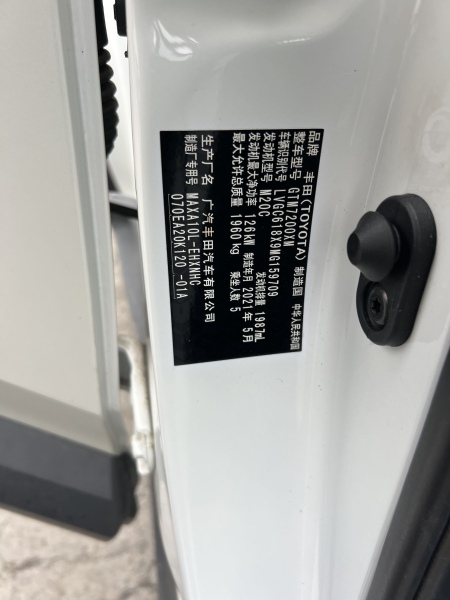 品牌 丰田(TOYOTA) 制造国 中华人民共和国
整车型号 GTM7200XM
车辆识别代号 LVGC618X9MG159709
发动机型号 M20C 发动机排量 1987mL
发动机最大净功率 126kW 制造年月 2021 年 5月
最大允许总质量 1960 kg 乘坐人数 5
生产厂 广汽丰田汽车有限公司
制造厂专用号 MAXA10L-EHXNHC
070EA20K120 -01A